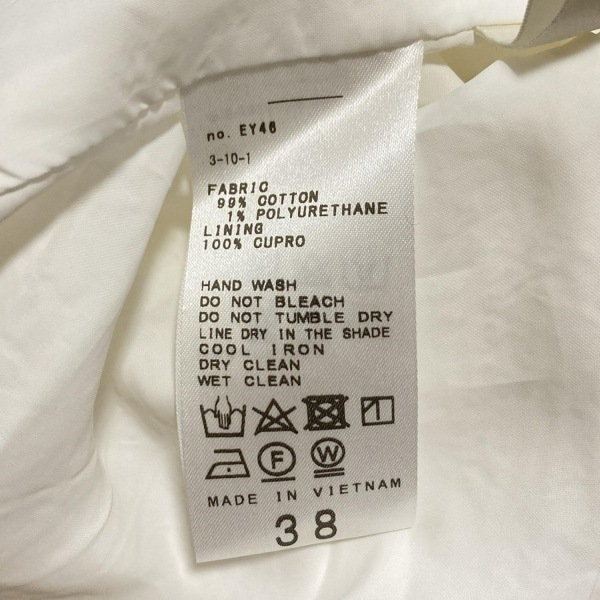 no. EY46
3-10-1
FABRIC
99% COTTON
1% POLYURETHANE
LINING
100% CUPRO
HAND WASH
DO NOT BLEACH
DO NOT TUMBLE DRY
LINE DRY IN THE SHADE
COOL IRON
DRY CLEAN
WET CLEAN
F W
MADE IN VIETNAM
38